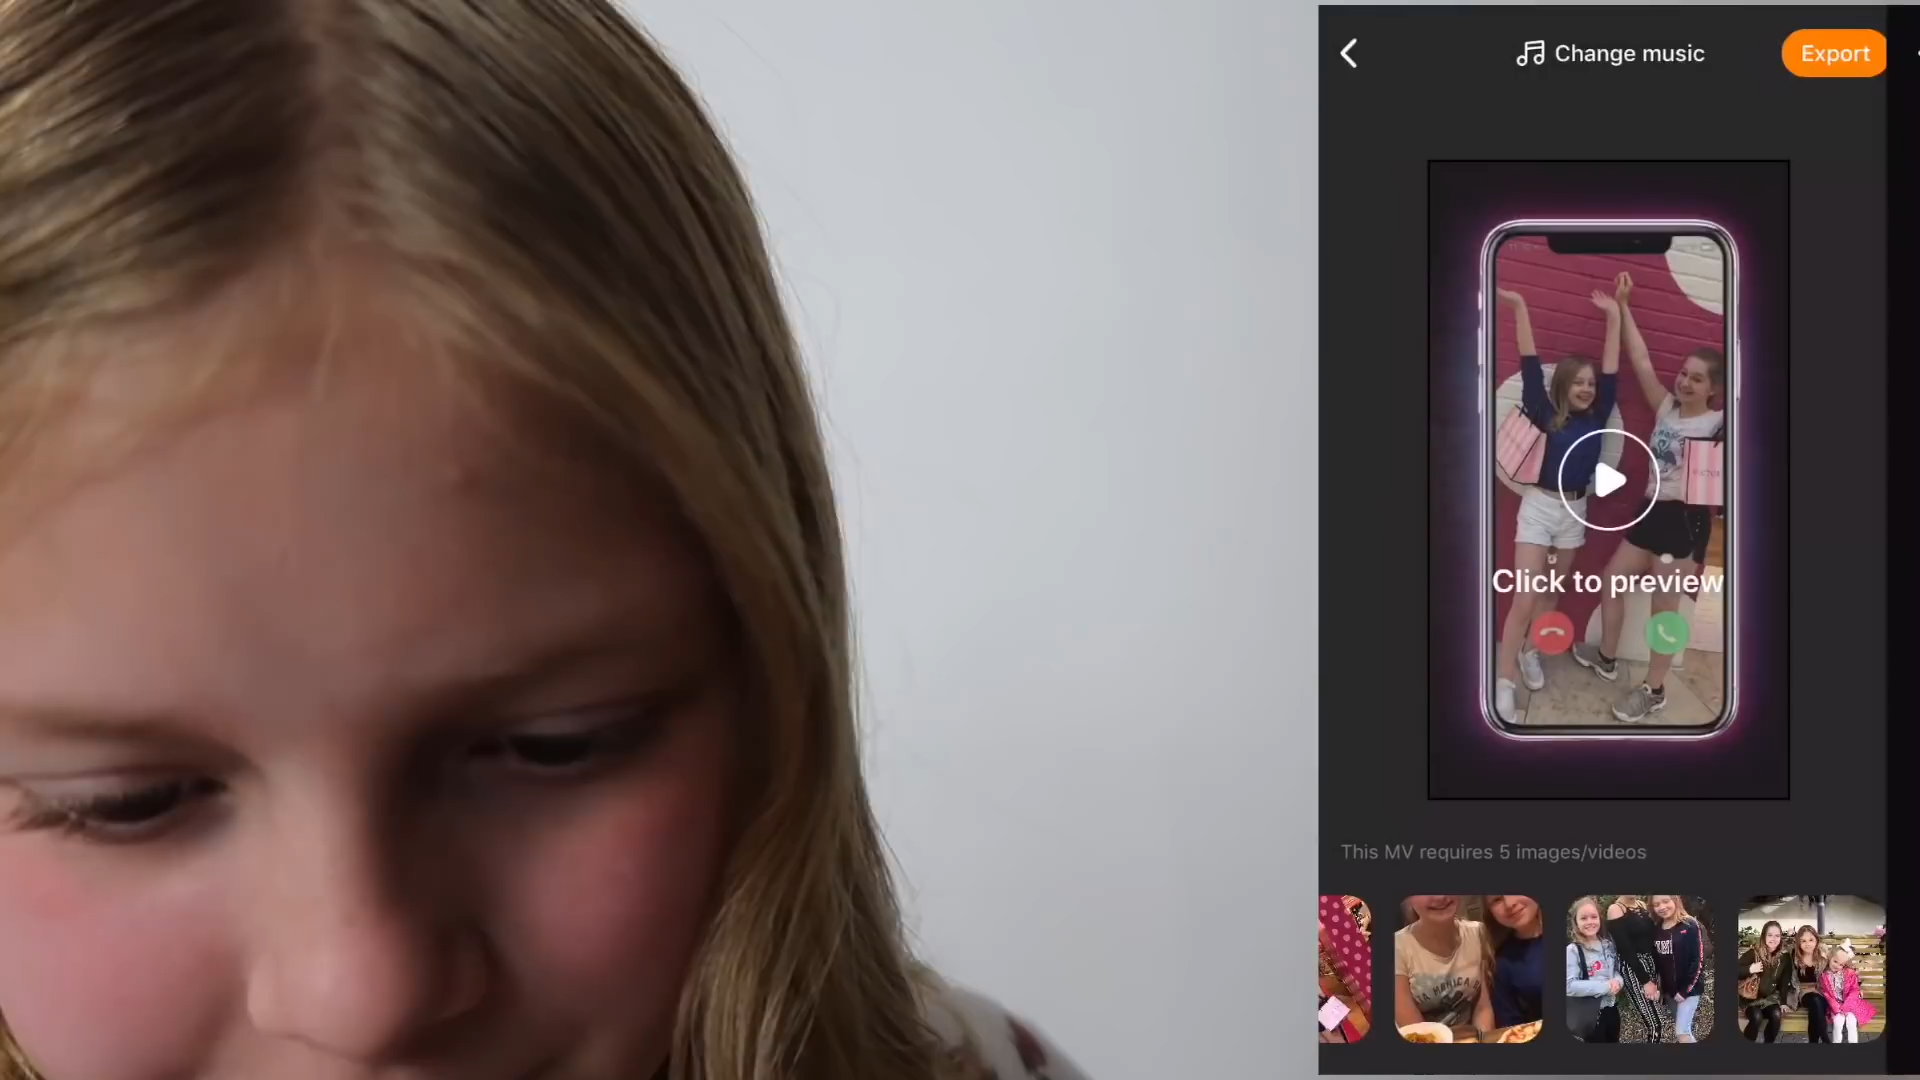 Change music
Export
Click to preview
This MV requires 5 images/videos